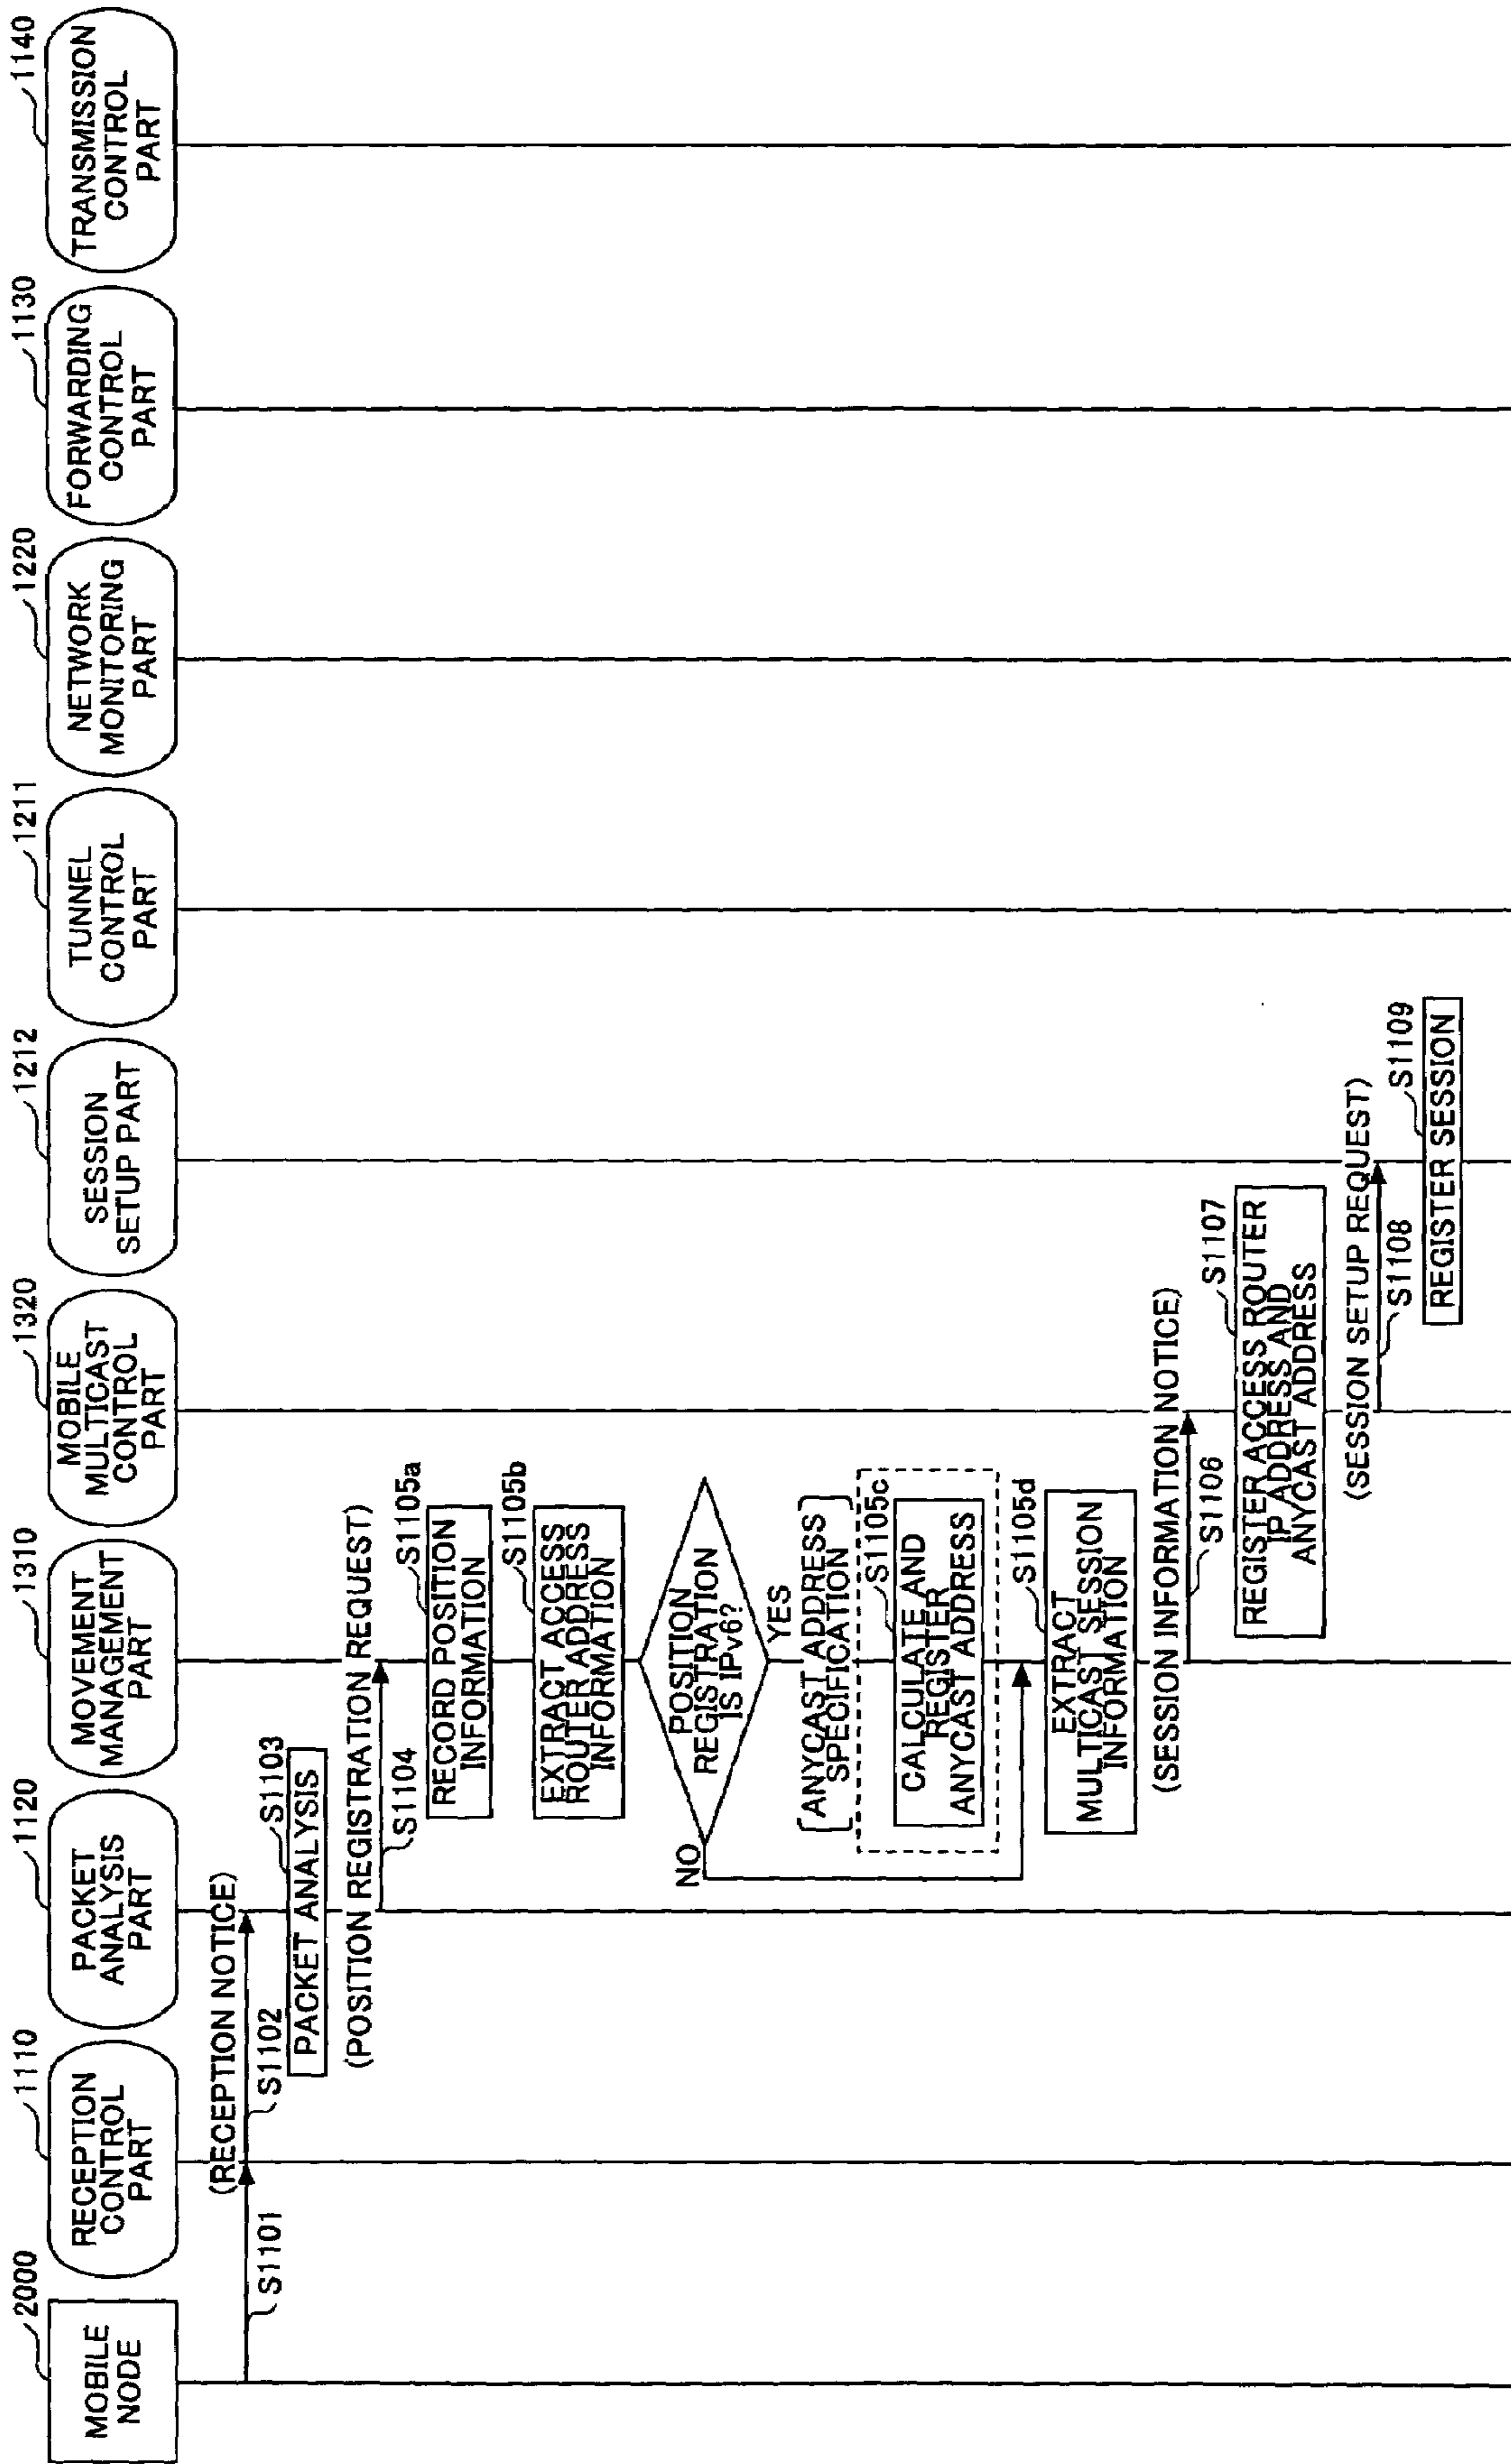 2000
MOBILE
NODE
1110
RECEPTION
CONTROL
PART
1120
PACKET
ANALYSIS
PART
1310
MOVEMENT
MANAGEMENT
PART
1320
MOBILE
MULTICAST
CONTROL
PART
1212
SESSION
SETUP PART
1211
TUNNEL
CONTROL
PART
1220
NETWORK
MONITORING
PART
1130
FORWARDING
CONTROL
PART
1140
TRANSMISSION
CONTROL
PART
S1101
(RECEPTION NOTICE)
S1102
S1103
PACKET ANALYSIS
(POSITION REGISTRATION REQUEST)
S1104
S1105a
RECORD POSITION
INFORMATION
S1105b
EXTRACT ACCESS
ROUTER ADDRESS
INFORMATION
POSITION
REGISTRATION
IS IPv6?
NO
YES
[ANYCAST ADDRESS
SPECIFICATION]
S1105c
CALCULATE AND
REGISTER
ANYCAST ADDRESS
S1105d
EXTRACT
MULTICAST SESSION
INFORMATION
(SESSION INFORMATION NOTICE)
S1106
S1107
REGISTER ACCESS ROUTER
IP ADDRESS AND
ANYCAST ADDRESS
(SESSION SETUP REQUEST)
S1108
S1109
REGISTER SESSION